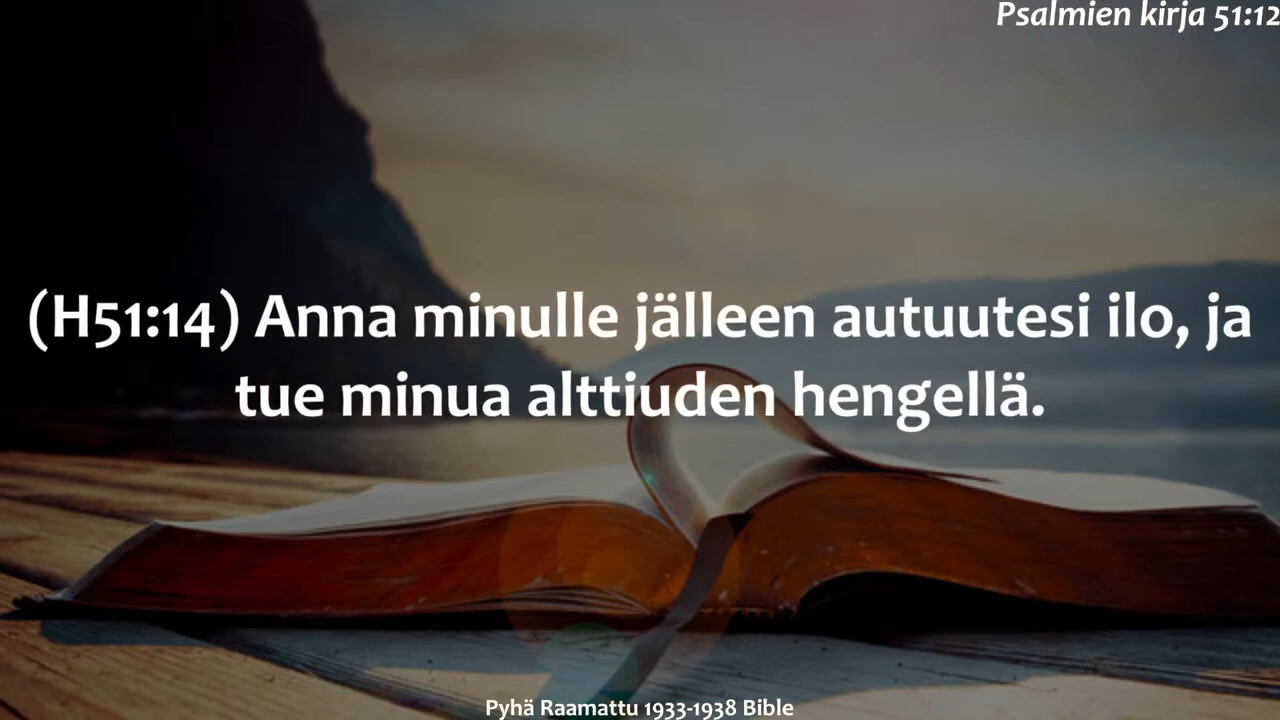 Psalmien kirja 51:12
(H51:14) Anna minulle jälleen autuutesi ilo, ja
tue minua alttiuden hengellä.
Pyhä Raamattu 1933-1938 Bible